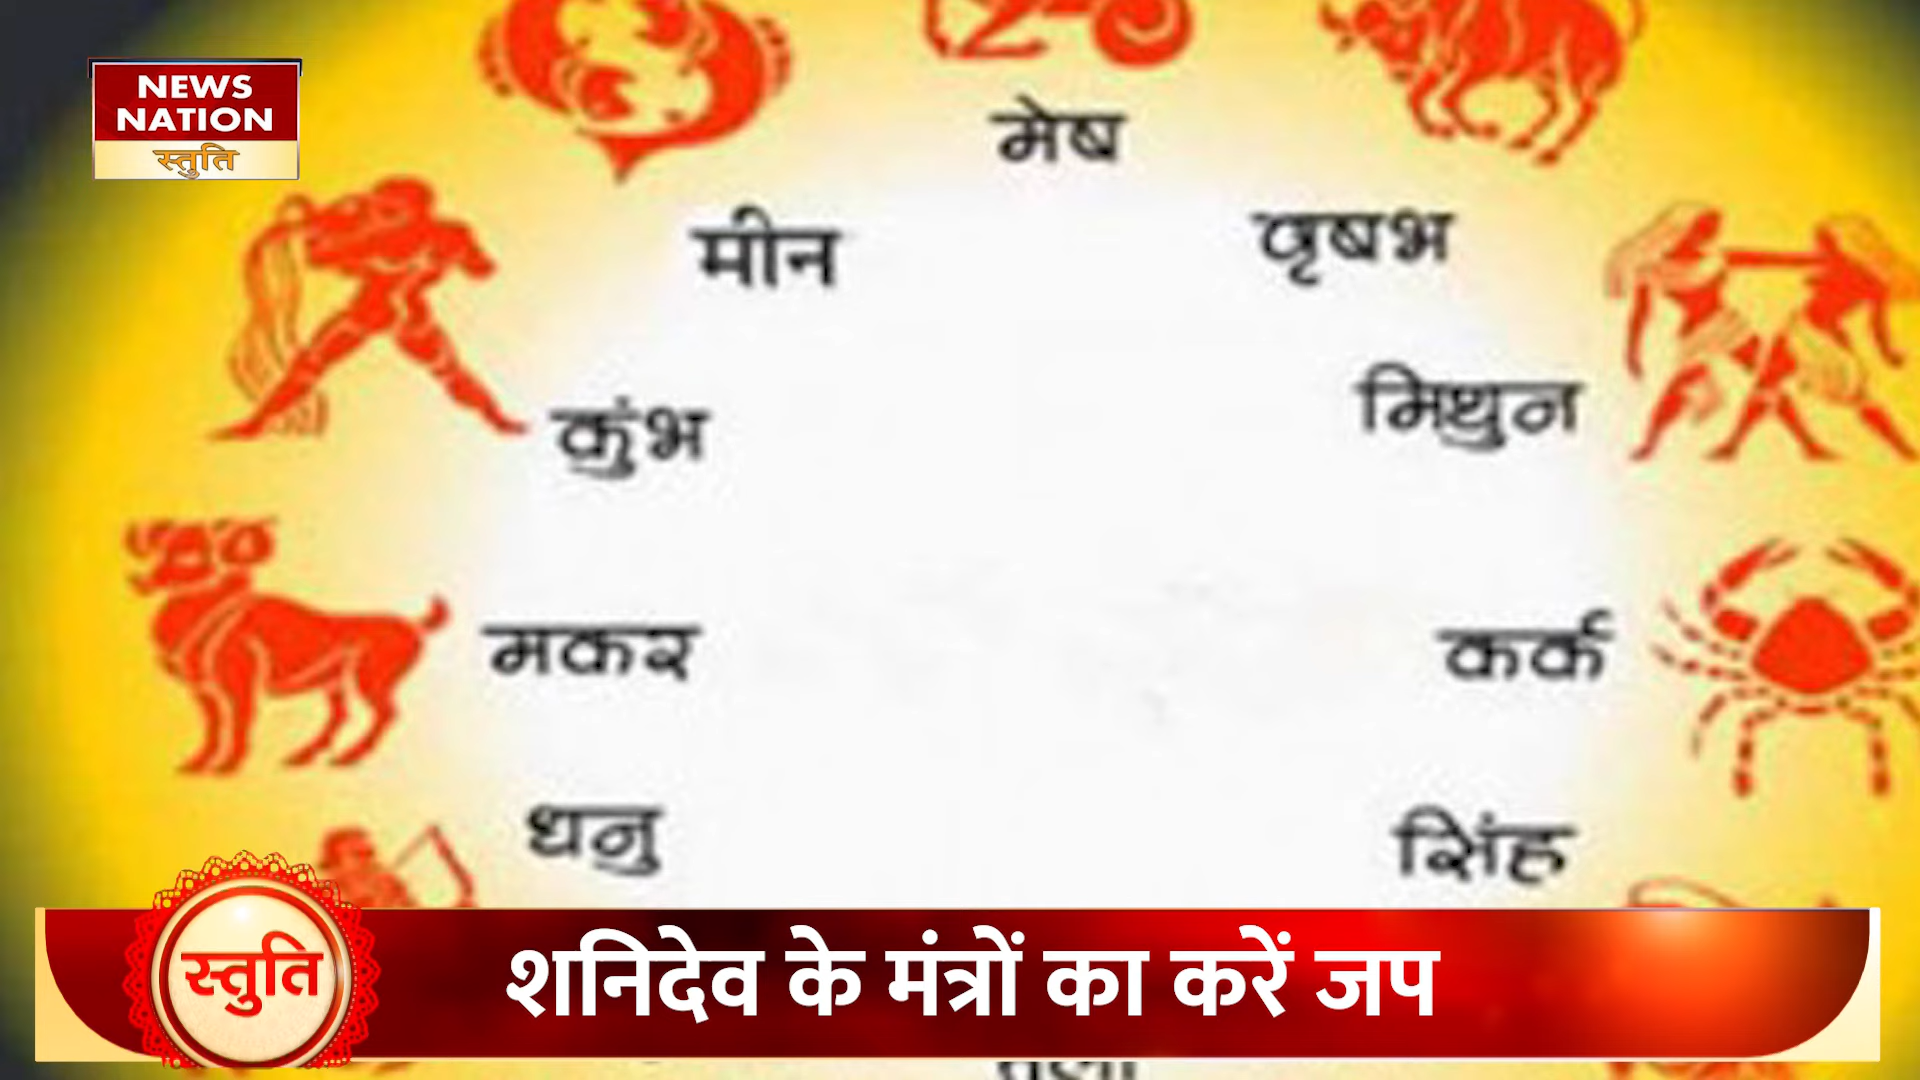 NEWS
NATION
स्तुति
मेष
मीन
वृषभ
कुंभ
मिथुन
मकर
कर्क
धनु
सिंह
स्तुति
शनिदेव के मंत्रों का करें जप